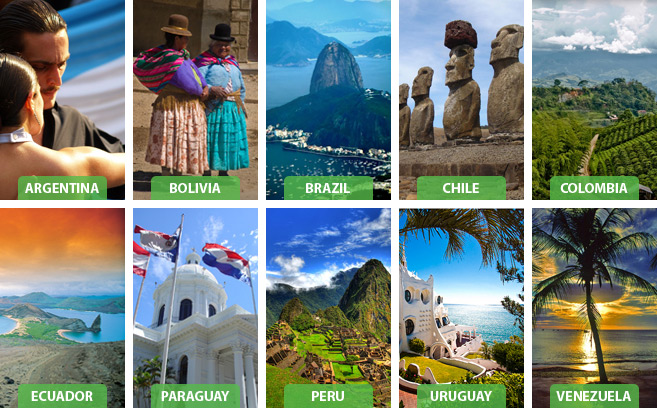 ARGENTINA
BOLIVIA
BRAZIL
CHILE
COLOMBIA
ECUADOR
PARAGUAY
PERU
URUGUAY
VENEZUELA